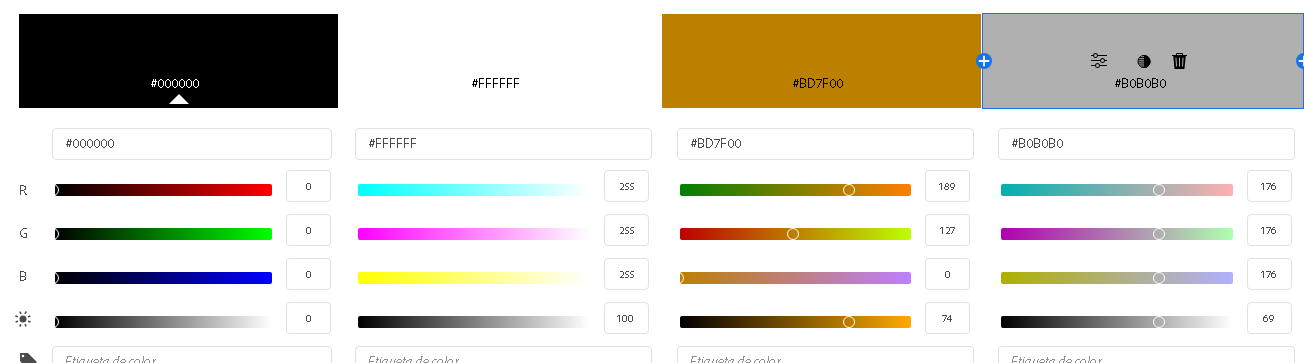 #000000 #FFFFFF #BD7F00 #B0B0B0
#000000 #FFFFFF #BD7F00 #B0B0B0
R 0 255 189 176
G 0 255 127 176
B 0 255 0 176
0 100 74 69
Etiqueta de color Etiqueta de color Etiqueta de color Etiqueta de color